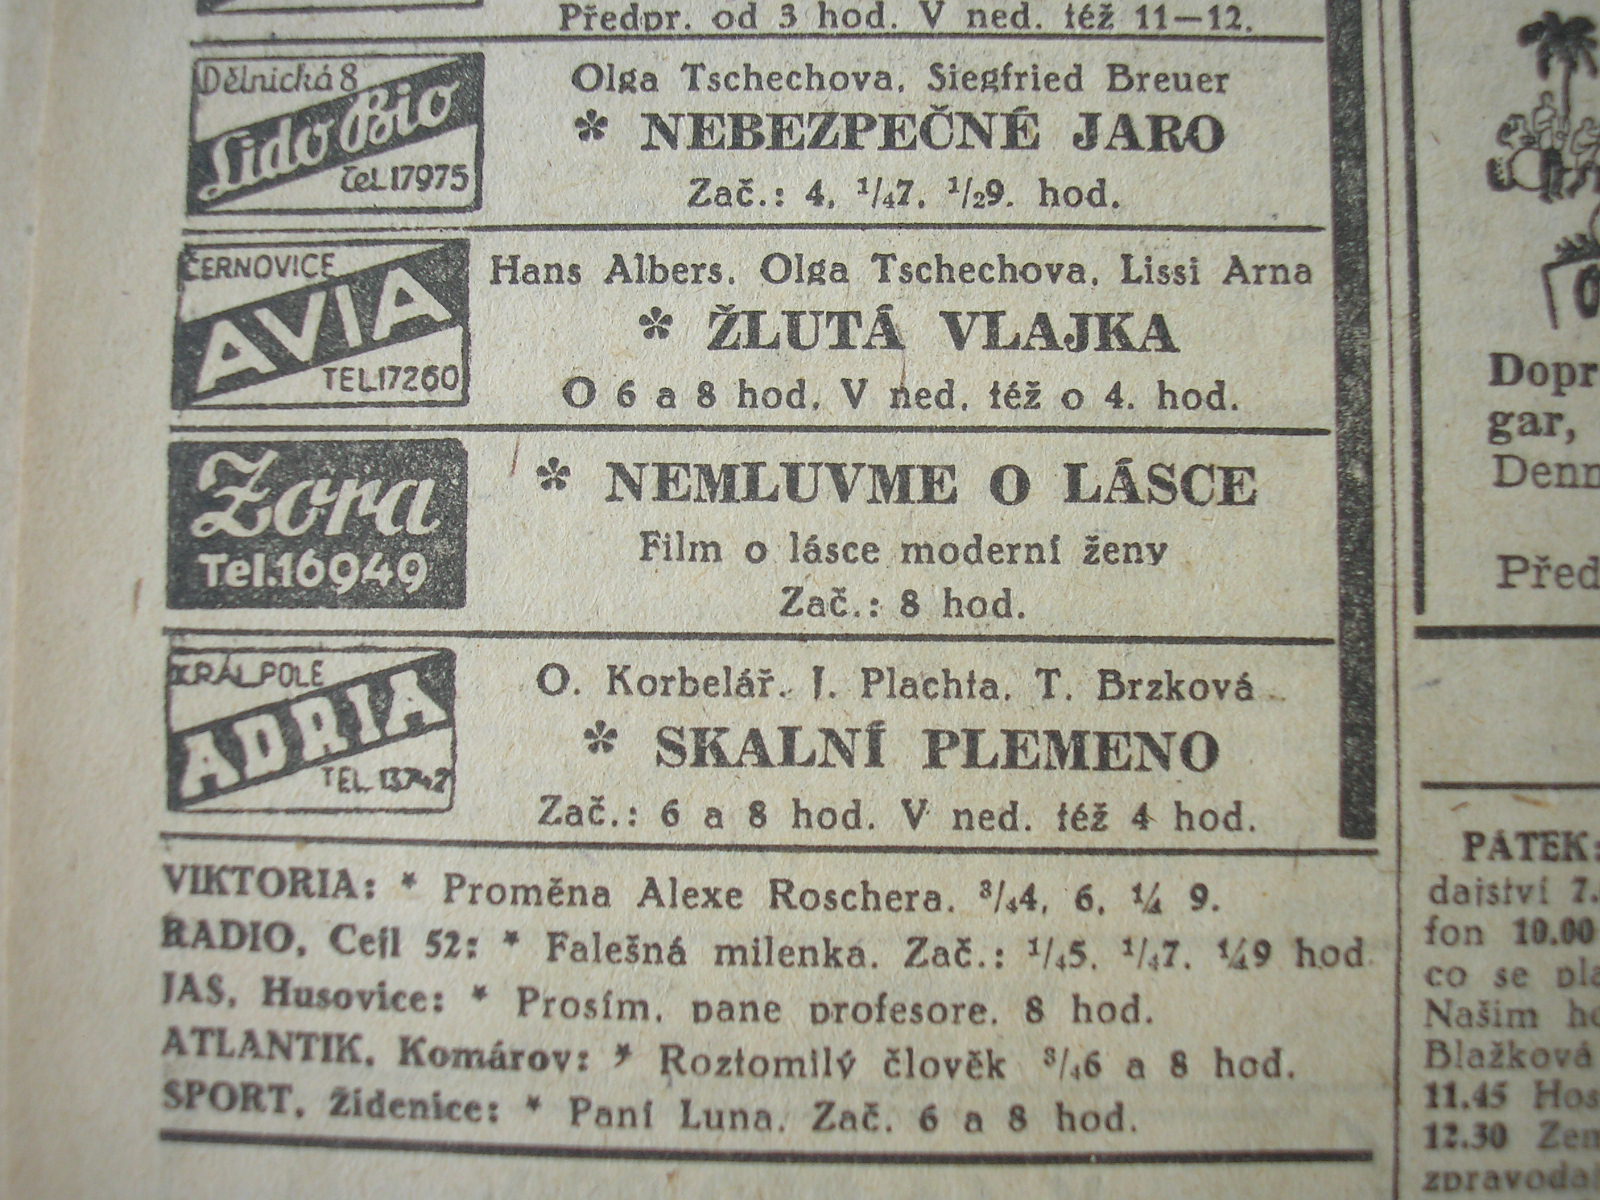 Předpr. od 3 hod. V ned. též 11—12.
Dělnická 8
Lido Bio
tel. 17975
Olga Tschechova, Siegfried Breuer
* NEBEZPEČNÉ JARO
Zač.: 4, 1/47, 1/29. hod.
ČERNOVICE
AVIA
TEL.17260
Hans Albers, Olga Tschechova, Lissi Arna
* ŽLUTÁ VLAJKA
O 6 a 8 hod. V ned. též o 4. hod.
Zora
Tel.16949
* NEMLUVME O LÁSCE
Film o lásce moderní ženy
Zač.: 8 hod.
KRÁL. POLE
ADRIA
TEL. 13742
O. Korbelář, J. Plachta, T. Brzková
* SKALNÍ PLEMENO
Zač.: 6 a 8 hod. V ned. též 4 hod.
VIKTORIA: * Proměna Alexe Roschera. 3/44, 6, 1/4 9.
RADIO, Cejl 52: * Falešná milenka. Zač.: 1/45, 1/47, 1/49 hod.
JAS, Husovice: * Prosím, pane profesore. 8 hod.
ATLANTIK, Komárov: * Roztomilý člověk 3/46 a 8 hod.
SPORT, Židenice: * Paní Luna. Zač. 6 a 8 hod.
Dopr
gar,
Denn
Před
PÁTEK:
dajství 7.
fon 10.00
co se
Našim
Blažková
11.45
12.30